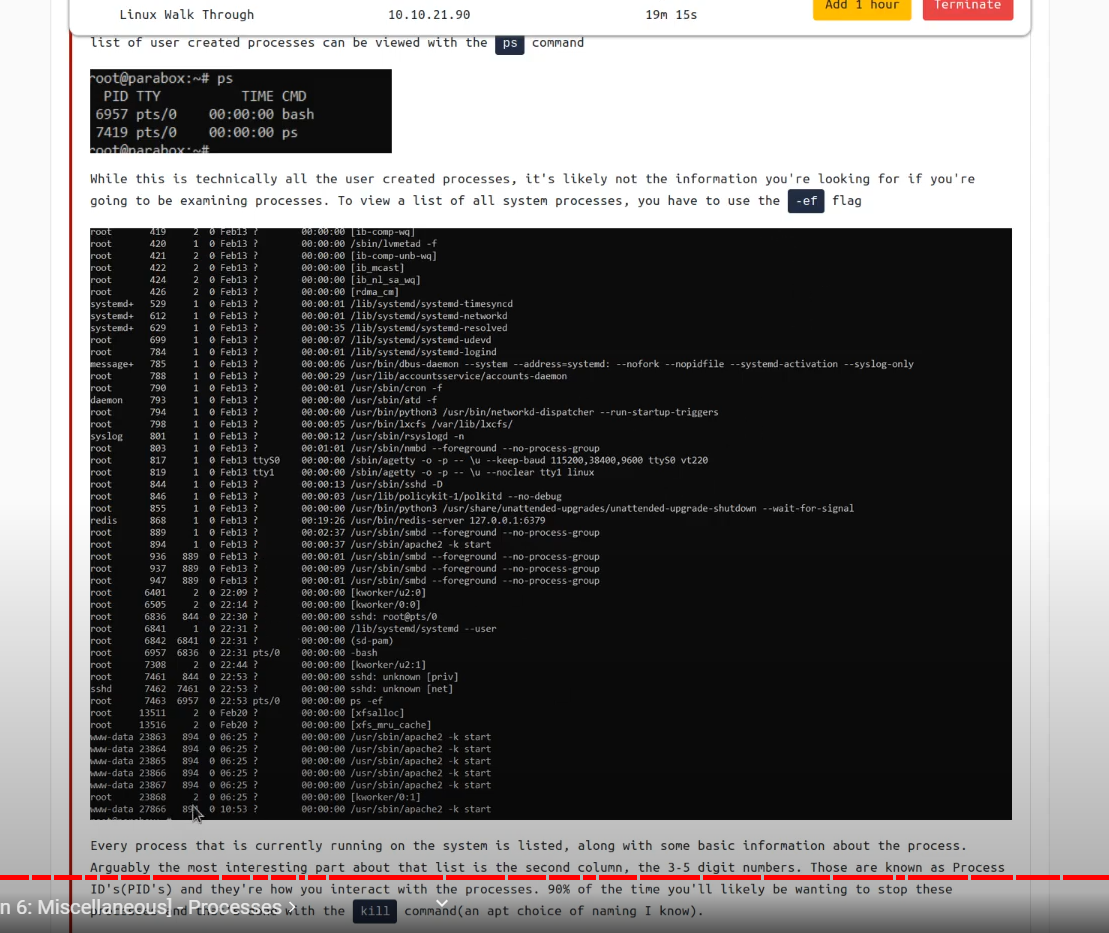 Linux Walk Through 10.10.21.90 19m 15s Add 1 hour Terminate
list of user created processes can be viewed with the ps command
root@parabox:~# ps
PID TTY TIME CMD
6957 pts/0 00:00:00 bash
7419 pts/0 00:00:00 ps
root@parabox:~#
While this is technically all the user created processes, it's likely not the information you're looking for if you're
going to be examining processes. To view a list of all system processes, you have to use the -ef flag
root 419 2 0 Feb13 ? 00:00:00 [ib-comp-wq]
root 420 1 0 Feb13 ? 00:00:00 /sbin/lvmetad -f
root 421 2 0 Feb13 ? 00:00:00 [ib-comp-unb-wq]
root 422 2 0 Feb13 ? 00:00:00 [ib_mcast]
root 424 2 0 Feb13 ? 00:00:00 [ib_nl_sa_wq]
root 426 2 0 Feb13 ? 00:00:00 [rdma_cm]
systemd+ 529 1 0 Feb13 ? 00:00:01 /lib/systemd/systemd-timesyncd
systemd+ 612 1 0 Feb13 ? 00:00:01 /lib/systemd/systemd-networkd
systemd+ 629 1 0 Feb13 ? 00:00:35 /lib/systemd/systemd-resolved
root 699 1 0 Feb13 ? 00:00:07 /lib/systemd/systemd-udevd
root 784 1 0 Feb13 ? 00:00:01 /lib/systemd/systemd-logind
message+ 785 1 0 Feb13 ? 00:00:06 /usr/bin/dbus-daemon --system --address=systemd: --nofork --nopidfile --systemd-activation --syslog-only
root 788 1 0 Feb13 ? 00:00:29 /usr/lib/accountsservice/accounts-daemon
root 790 1 0 Feb13 ? 00:00:01 /usr/sbin/cron -f
daemon 793 1 0 Feb13 ? 00:00:00 /usr/sbin/atd -f
root 794 1 0 Feb13 ? 00:00:00 /usr/bin/python3 /usr/bin/networkd-dispatcher --run-startup-triggers
root 798 1 0 Feb13 ? 00:00:05 /usr/bin/lxcfs /var/lib/lxcfs/
syslog 801 1 0 Feb13 ? 00:00:12 /usr/sbin/rsyslogd -n
root 803 1 0 Feb13 ? 00:01:01 /usr/sbin/nmbd --foreground --no-process-group
root 817 1 0 Feb13 ttyS0 00:00:00 /sbin/agetty -o -p -- \u --keep-baud 115200,38400,9600 ttyS0 vt220
root 819 1 0 Feb13 tty1 00:00:00 /sbin/agetty -o -p -- \u --noclear tty1 linux
root 844 1 0 Feb13 ? 00:00:13 /usr/sbin/sshd -D
root 846 1 0 Feb13 ? 00:00:03 /usr/lib/policykit-1/polkitd --no-debug
root 855 1 0 Feb13 ? 00:00:00 /usr/bin/python3 /usr/share/unattended-upgrades/unattended-upgrade-shutdown --wait-for-signal
redis 868 1 0 Feb13 ? 00:19:26 /usr/bin/redis-server 127.0.0.1:6379
root 889 1 0 Feb13 ? 00:02:37 /usr/sbin/smbd --foreground --no-process-group
root 894 1 0 Feb13 ? 00:00:37 /usr/sbin/apache2 -k start
root 936 889 0 Feb13 ? 00:00:01 /usr/sbin/smbd --foreground --no-process-group
root 937 889 0 Feb13 ? 00:00:09 /usr/sbin/smbd --foreground --no-process-group
root 947 889 0 Feb13 ? 00:00:01 /usr/sbin/smbd --foreground --no-process-group
root 6401 2 0 22:09 ? 00:00:00 [kworker/u2:0]
root 6505 2 0 22:14 ? 00:00:00 [kworker/0:0]
root 6836 844 0 22:30 ? 00:00:00 sshd: root@pts/0
root 6841 1 0 22:31 ? 00:00:00 /lib/systemd/systemd --user
root 6842 6841 0 22:31 ? 00:00:00 (sd-pam)
root 6957 6836 0 22:31 pts/0 00:00:00 -bash
root 7308 2 0 22:44 ? 00:00:00 [kworker/u2:1]
root 7461 844 0 22:53 ? 00:00:00 sshd: unknown [priv]
sshd 7462 7461 0 22:53 ? 00:00:00 sshd: unknown [net]
root 7463 6957 0 22:53 pts/0 00:00:00 ps -ef
root 13511 2 0 Feb20 ? 00:00:00 [xfsalloc]
root 13516 2 0 Feb20 ? 00:00:00 [xfs_mru_cache]
www-data 23863 894 0 06:25 ? 00:00:00 /usr/sbin/apache2 -k start
www-data 23864 894 0 06:25 ? 00:00:00 /usr/sbin/apache2 -k start
www-data 23865 894 0 06:25 ? 00:00:00 /usr/sbin/apache2 -k start
www-data 23866 894 0 06:25 ? 00:00:00 /usr/sbin/apache2 -k start
www-data 23867 894 0 06:25 ? 00:00:00 /usr/sbin/apache2 -k start
root 23868 2 0 06:25 ? 00:00:00 [kworker/0:1]
www-data 27866 894 0 10:53 ? 00:00:00 /usr/sbin/apache2 -k start
Every process that is currently running on the system is listed, along with some basic information about the process.
Arguably the most interesting part about that list is the second column, the 3-5 digit numbers. Those are known as Process
ID's(PID's) and they're how you interact with the processes. 90% of the time you'll likely be wanting to stop these
n 6: Miscellaneous] - Processes
with the kill command(an apt choice of naming I know).